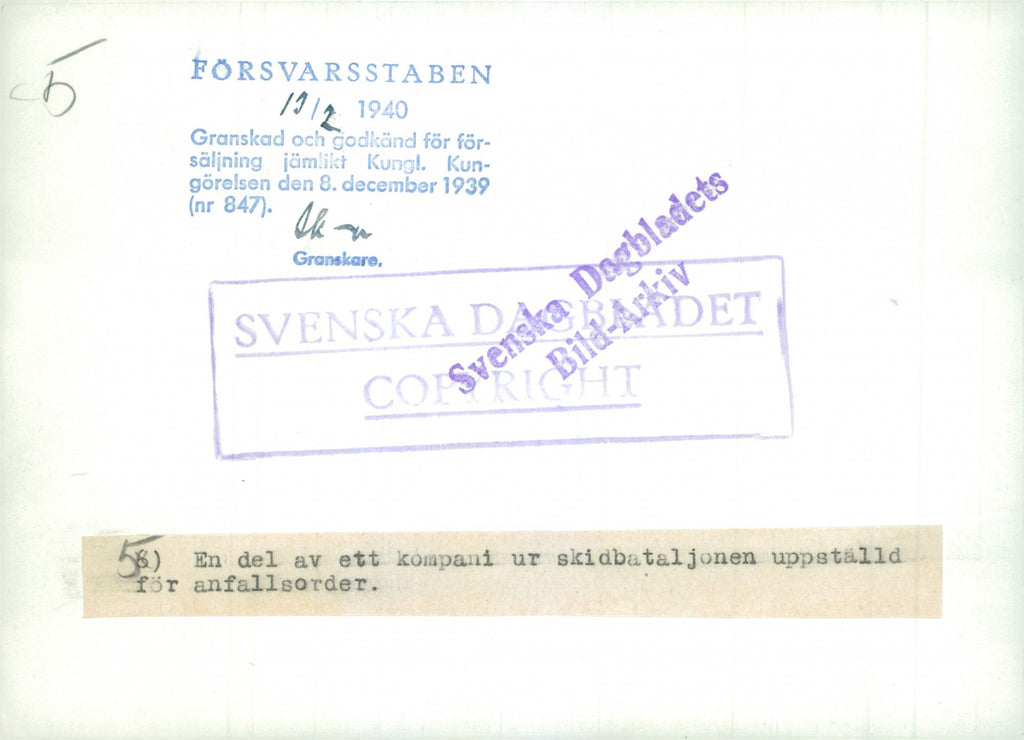 5
FÖRSVARSSTABEN
13/2 1940
Granskad och godkänd för för-
säljning jämlikt Kungl. Kun-
görelsen den 8. december 1939
(nr 847).
Granskare.
SVENSKA DAGBLADET
COPYRIGHT
Svenska Dagbladets
Bild-Arkiv
5) En del av ett kompani ur skidbataljonen uppställd
för anfallsorder.